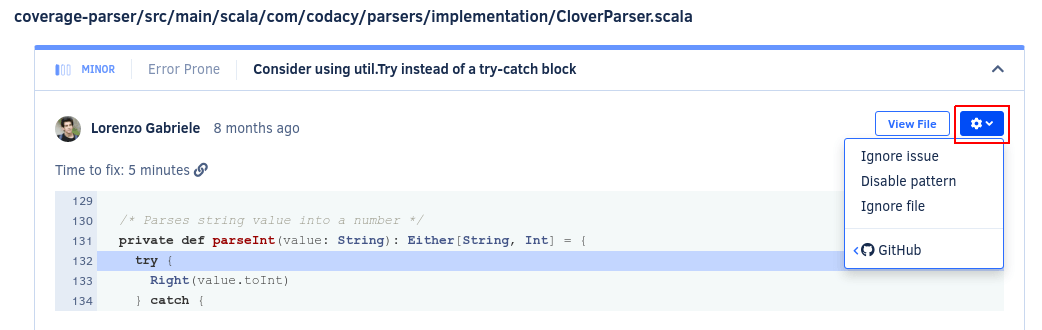 coverage-parser/src/main/scala/com/codacy/parsers/implementation/CloverParser.scala
MINOR Error Prone Consider using util.Try instead of a try-catch block
Lorenzo Gabriele 8 months ago View File
Time to fix: 5 minutes
Ignore issue
Disable pattern
Ignore file
GitHub
129
130 /* Parses string value into a number */
131 private def parseInt(value: String): Either[String, Int] = {
132 try {
133 Right(value.toInt)
134 } catch {